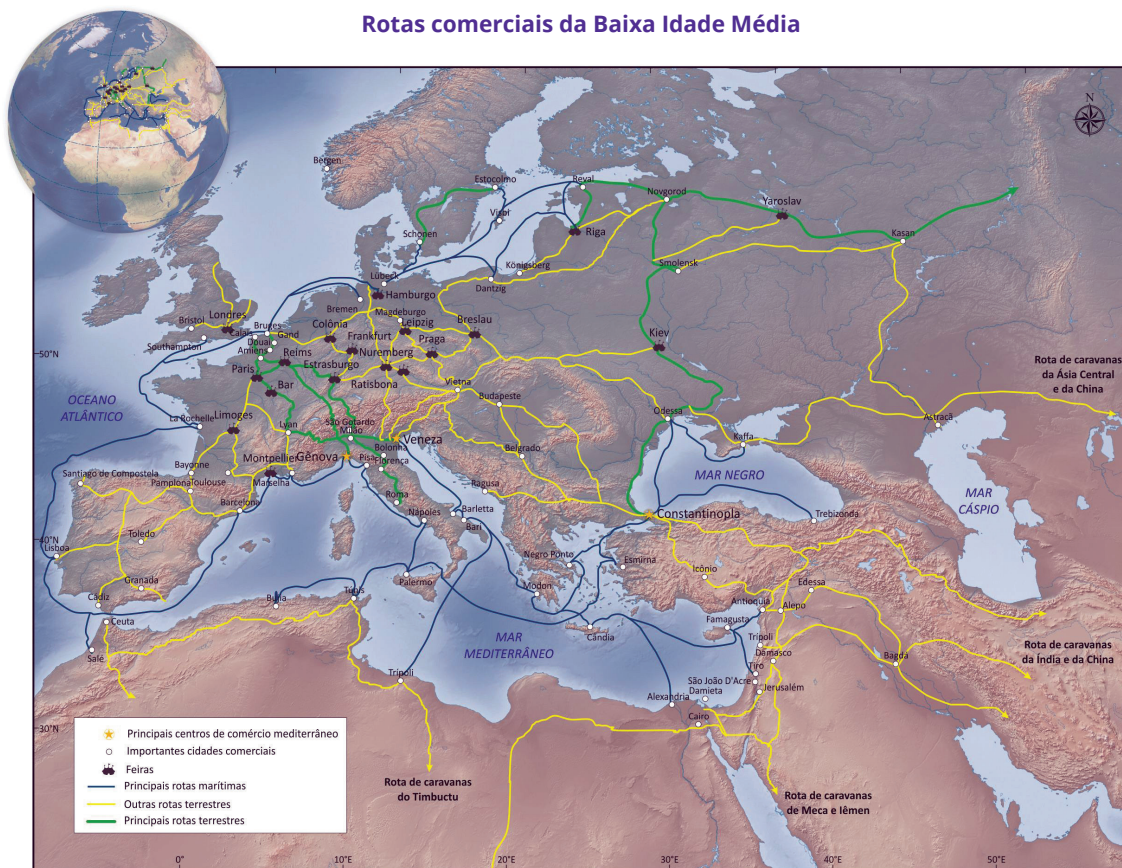 Rotas comerciais da Baixa Idade Média
N
Bergen
Estocolmo
Reval
Novgorod
Yaroslav
Visbi
Schonen
Riga
Kasan
Königsberg
Smolensk
Lübeck
Dantzig
Hamburgo
Bremen
Magdeburgo
Londres
Bristol
Leipzig
Breslau
Calais
Bruges
Gand
Colônia
Frankfurt
Kiev
Southampton
Douai
Amiens
Reims
Nuremberg
Praga
50°N
Paris
Estrasburgo
Ratisbona
Rota de caravanas
da Ásia Central
e da China
Bar
Vietna
Budapeste
OCEANO
ATLÂNTICO
La Rochelle
Limoges
Lyan
São Gotardo
Milão
Veneza
Odessa
Astracã
Kaffa
Bolonha
Belgrado
Montpellier
Gênova
Pisa
Florença
Bayonne
Santiago de Compostela
Pamplona
Toulouse
Marselha
Ragusa
MAR NEGRO
MAR
CÁSPIO
Barcelona
Roma
Barletta
Constantinopla
Trebizonda
Nápoles
Bari
Toledo
40°N
Lisboa
Negro Ponto
Esmirna
Icônio
Granada
Palermo
Modon
Edessa
Cádiz
Bulia
Tunis
Antioquia
Alepo
Ceuta
Cândia
Famagusta
MAR
MEDITERRÂNEO
Trípoli
Damasco
Bagdá
Rota de caravanas
da Índia e da China
Salé
Tiro
Trípoli
São João D'Acre
Damieta
Jerusalém
Alexandria
Cairo
30°N
Principais centros de comércio mediterrâneo
Importantes cidades comerciais
Feiras
Principais rotas marítimas
Outras rotas terrestres
Principais rotas terrestres
Rota de caravanas
do Timbuctu
Rota de caravanas
de Meca e Iêmen
0°
10°E
20°E
30°E
40°E